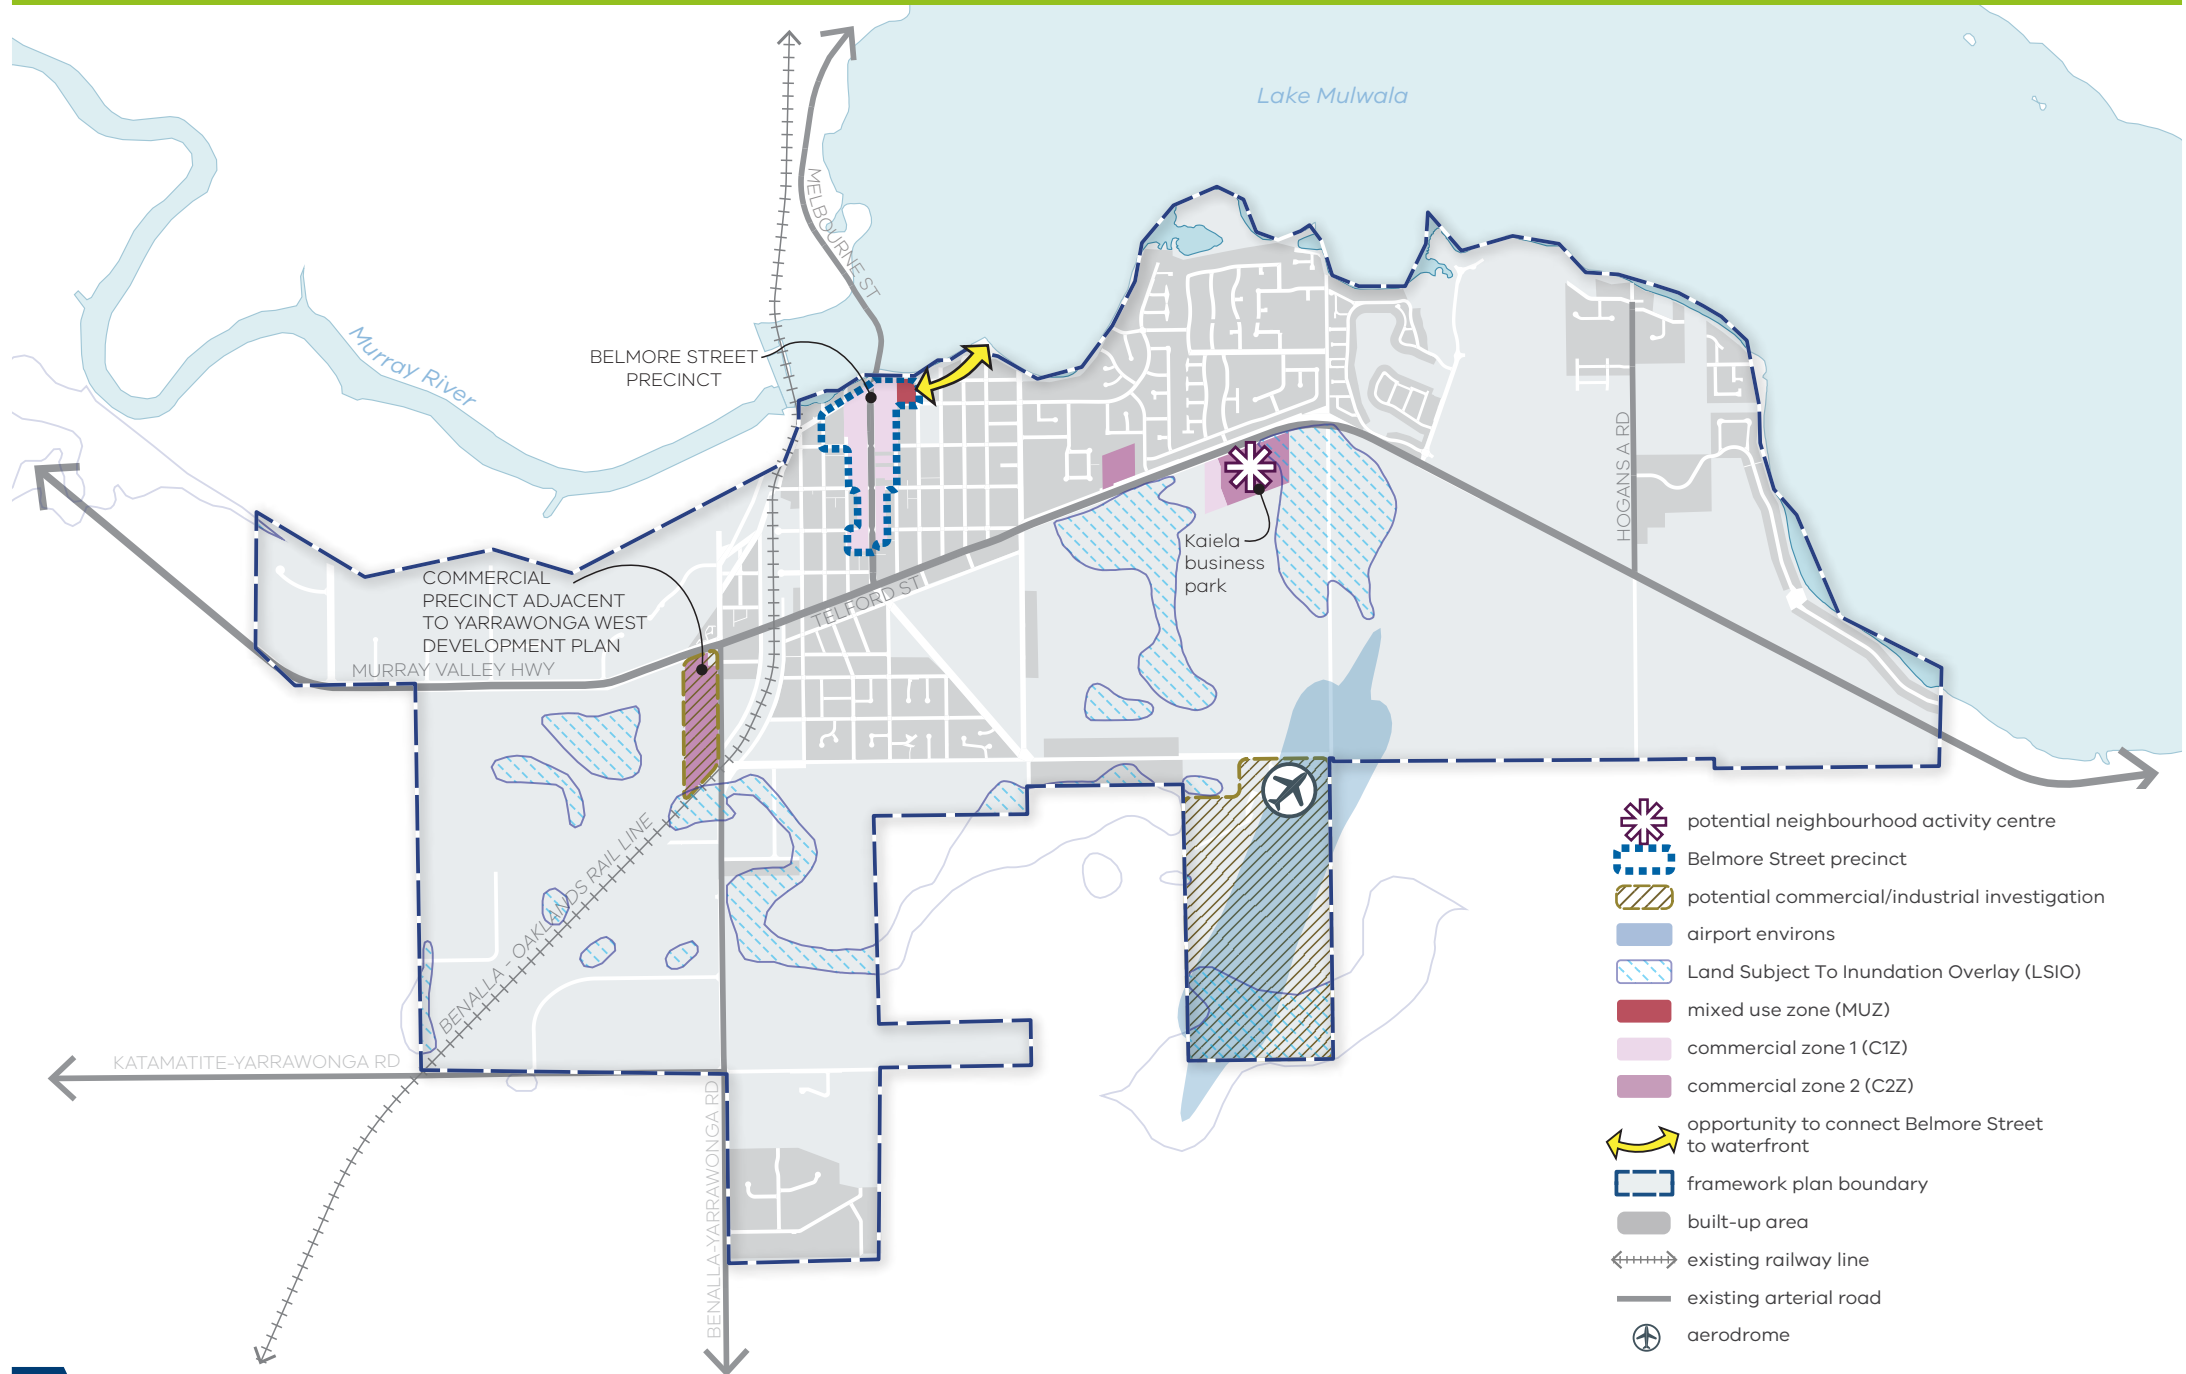 Lake Mulwala
MELBOURNE ST
Murray River
BELMORE STREET
PRECINCT
HOGANS RD
Kaiela
business
park
COMMERCIAL
PRECINCT ADJACENT
TO YARRAWONGA WEST
DEVELOPMENT PLAN
TELFORD ST
MURRAY VALLEY HWY
BENALLA - OAKLANDS RAIL LINE
KATAMATITE-YARRAWONGA RD
BENALLA-YARRAWONGA RD
potential neighbourhood activity centre
Belmore Street precinct
potential commercial/industrial investigation
airport environs
Land Subject To Inundation Overlay (LSIO)
mixed use zone (MUZ)
commercial zone 1 (C1Z)
commercial zone 2 (C2Z)
opportunity to connect Belmore Street
to waterfront
framework plan boundary
built-up area
existing railway line
existing arterial road
aerodrome